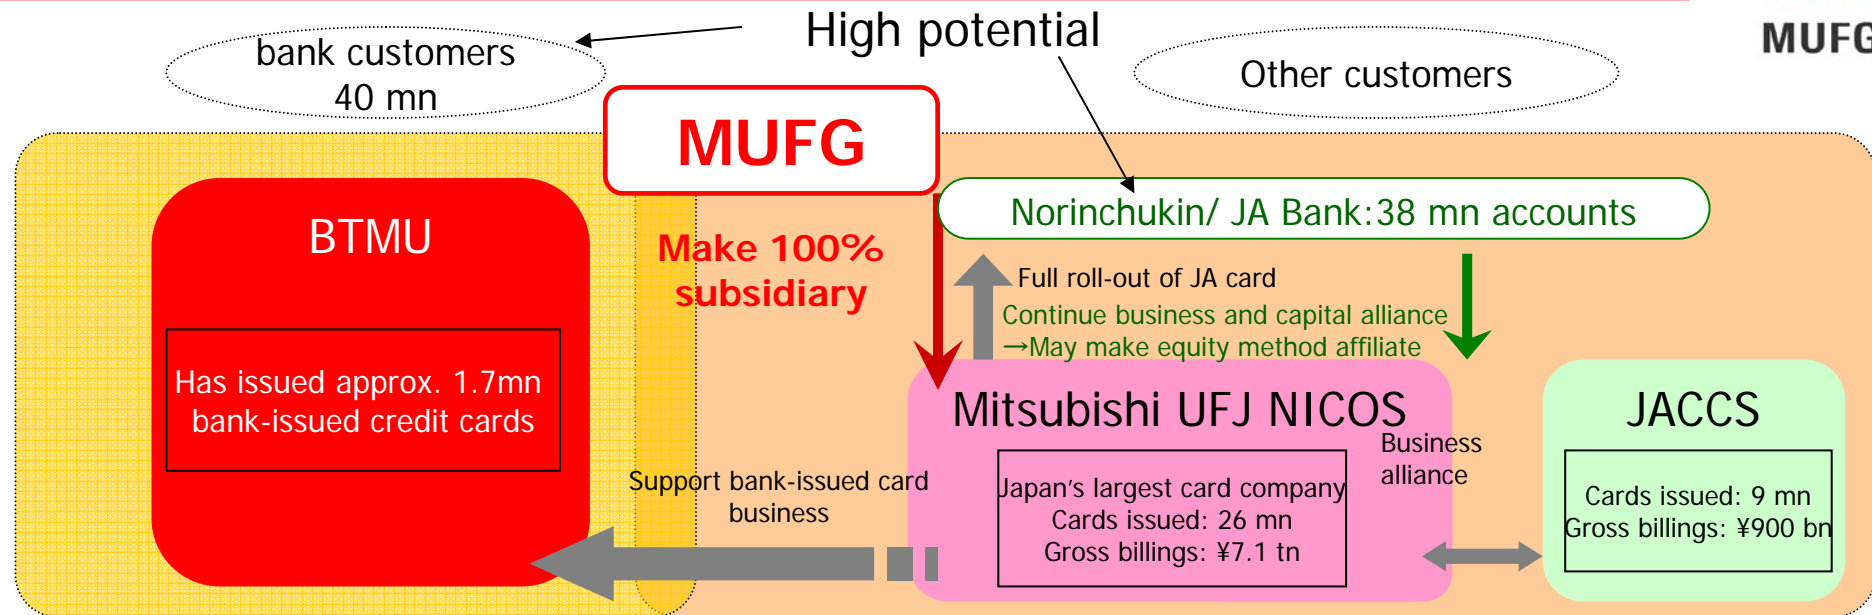 High potential
MUFG
bank customers
40 mn
Other customers
MUFG
BTMU
Make 100%
subsidiary
Norinchukin/ JA Bank:38 mn accounts
Full roll-out of JA card
Continue business and capital alliance
→May make equity method affiliate
Has issued approx. 1.7mn
bank-issued credit cards
Support bank-issued card
business
Mitsubishi UFJ NICOS
Japan's largest card company
Cards issued: 26 mn
Gross billings: ¥7.1 tn
Business
alliance
JACCS
Cards issued: 9 mn
Gross billings: ¥900 bn